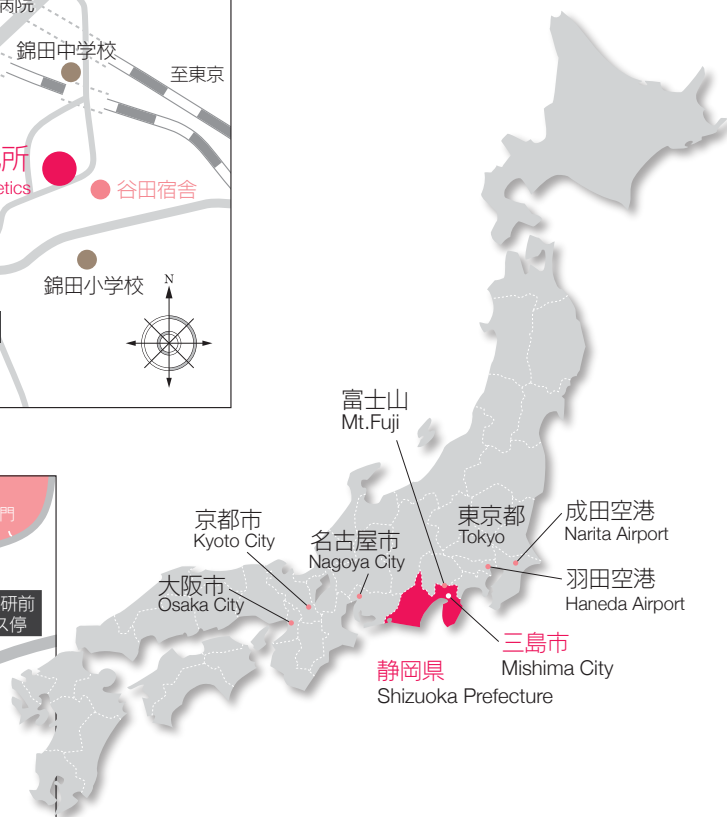 病院
錦田中学校
至東京
所
etics
谷田宿舎
錦田小学校
N
富士山
Mt.Fuji
門
京都市
Kyoto City
名古屋市
Nagoya City
東京都
Tokyo
成田空港
Narita Airport
大阪市
Osaka City
羽田空港
Haneda Airport
研前
ス停
三島市
Mishima City
静岡県
Shizuoka Prefecture